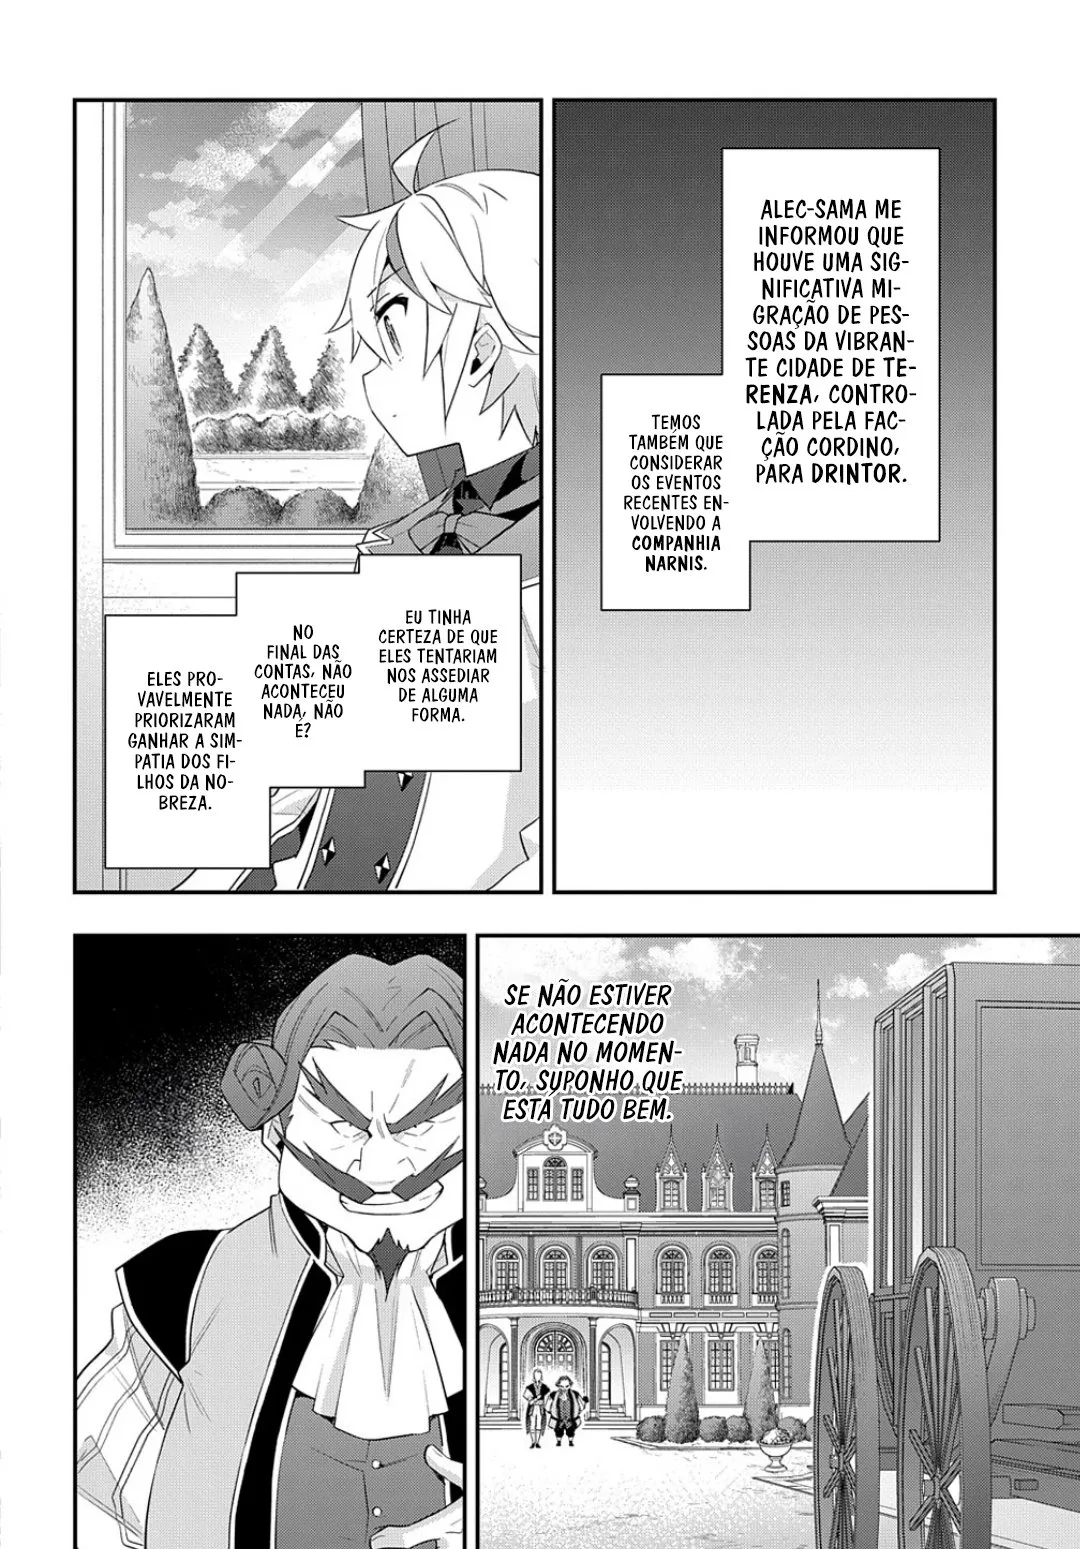 ALEC-SAMA ME
INFORMOU QUE
HOUVE UMA SIG-
NIFICATIVA MI-
GRAÇÃO DE PES-
SOAS DA VIBRAN-
TE CIDADE DE TE-
RENZA, CONTRO-
LADA PELA FAC-
ÇÃO CORDINO,
PARA DRINTOR.
TEMOS
TAMBÉM QUE
CONSIDERAR
OS EVENTOS
RECENTES EN-
VOLVENDO A
COMPANHIA
NARNIS.
EU TINHA
CERTEZA DE QUE
ELES TENTARIAM
NOS ASSEDIAR
DE ALGUMA
FORMA.
NO
FINAL DAS
CONTAS, NÃO
ACONTECEU
NADA, NÃO
É?
ELES PRO-
VAVELMENTE
PRIORIZARAM
GANHAR A SIM-
PATIA DOS FI-
LHOS DA NO-
BREZA.
SE NÃO ESTIVER
ACONTECENDO
NADA NO MOMEN-
TO, SUPONHO QUE
ESTÁ TUDO BEM.